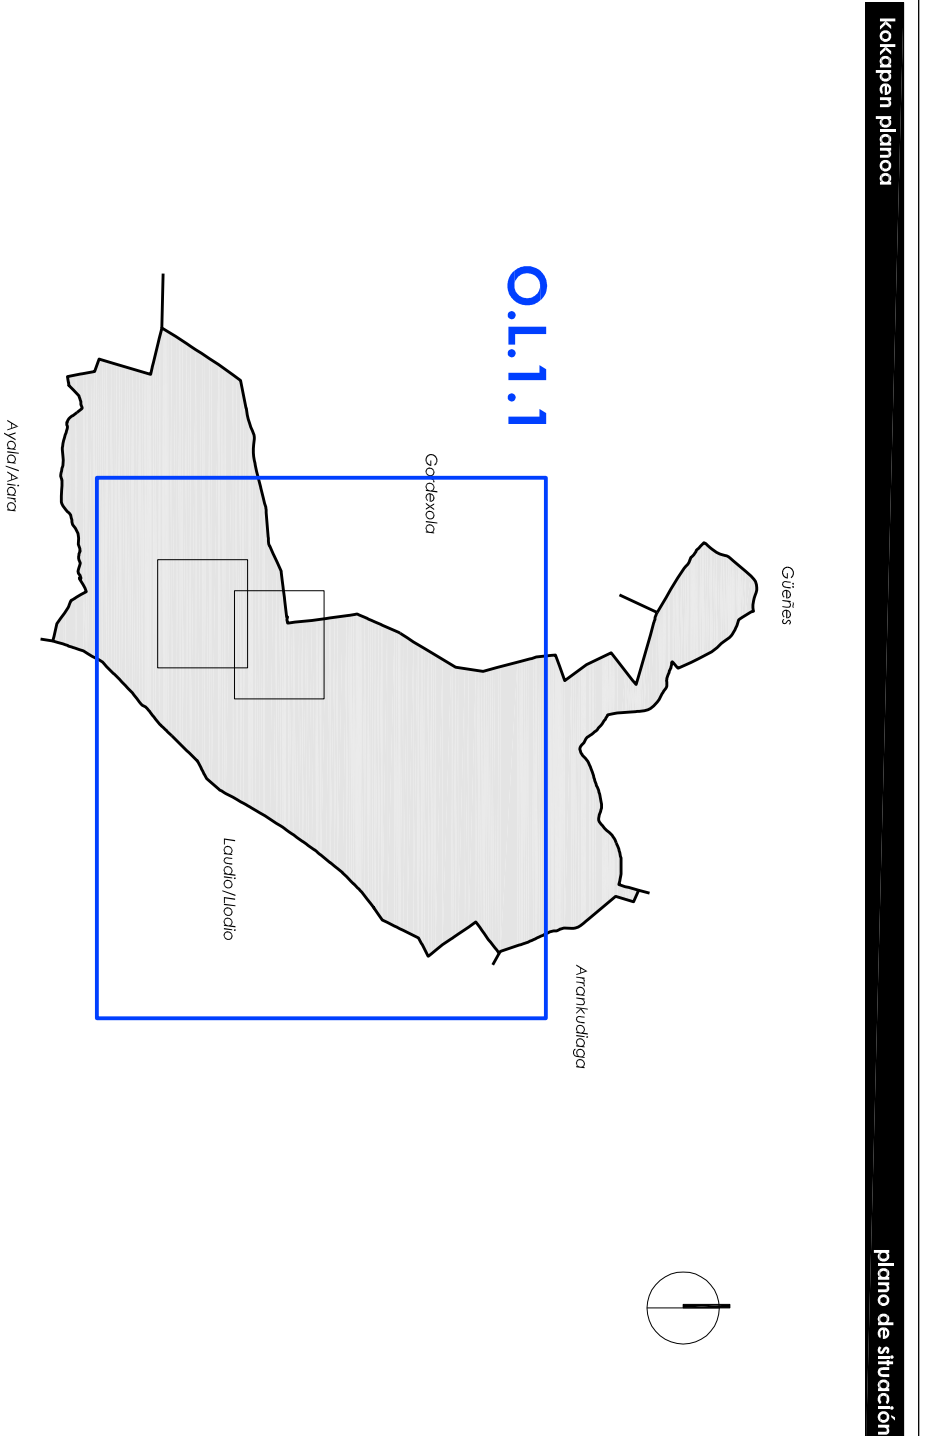 kokapen planoa
plano de situación
Güeñes
Arrankudiaga
O.L.1.1
Gordexola
Laudio/Llodio
Ayala/Aiara